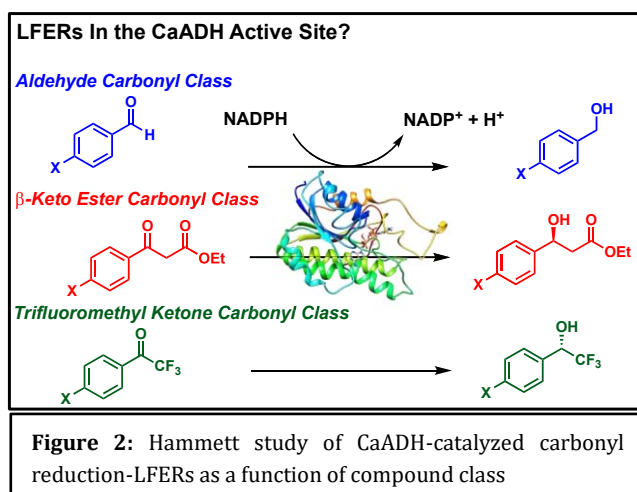 LFERs In the CaADH Active Site?
Aldehyde Carbonyl Class
O
H
X
NADPH
NADP+ + H+
OH
X
β-Keto Ester Carbonyl Class
O O
OEt
X
OH O
OEt
X
Trifluoromethyl Ketone Carbonyl Class
O
CF3
X
OH
CF3
X
Figure 2: Hammett study of CaADH-catalyzed carbonyl
reduction-LFERs as a function of compound class